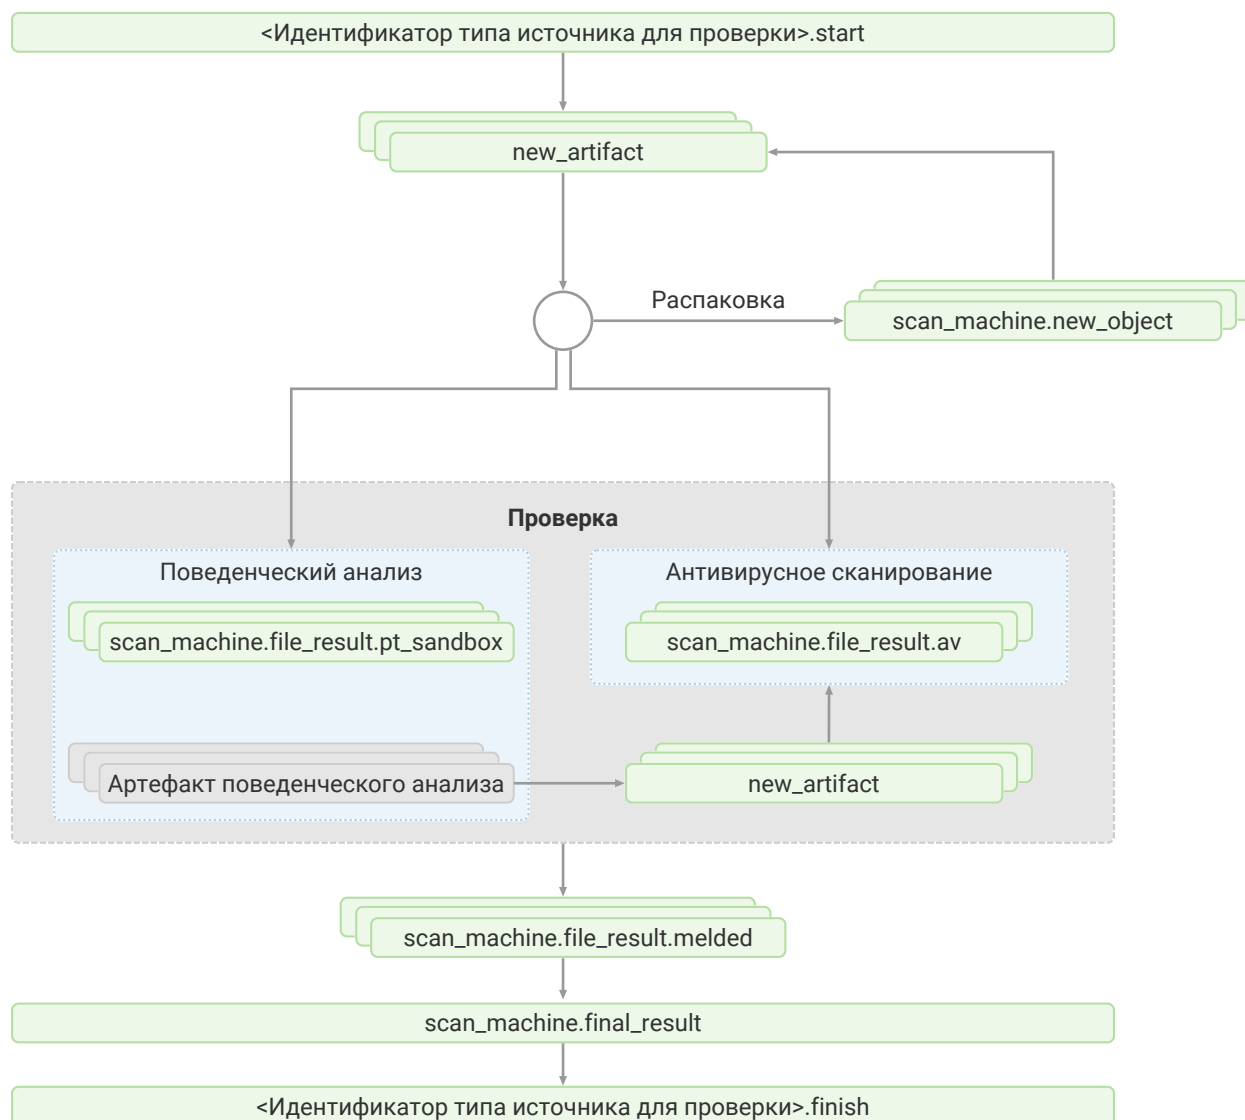 <Идентификатор типа источника для проверки>.start
new_artifact
Распаковка
scan_machine.new_object
Проверка
Поведенческий анализ
scan_machine.file_result.pt_sandbox
Артефакт поведенческого анализа
Антивирусное сканирование
scan_machine.file_result.av
new_artifact
scan_machine.file_result.melded
scan_machine.final_result
<Идентификатор типа источника для проверки>.finish